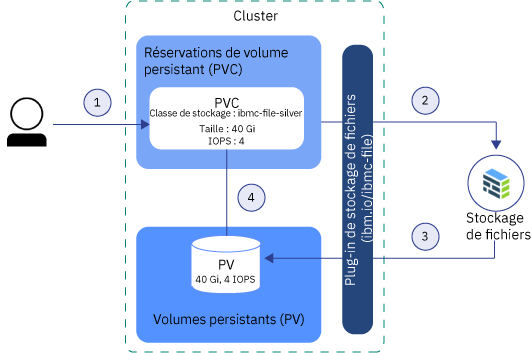 Cluster
Réservations de volume
persistant (PVC)
PVC
Classe de stockage : ibmc-file-silver
Taille : 40 Gi
IOPS : 4
1
2
Plug-in de stockage de fichiers
(ibm.io/ibmc-file)
Stockage
de fichiers
3
4
PV
40 Gi, 4 IOPS
Volumes persistants (PV)